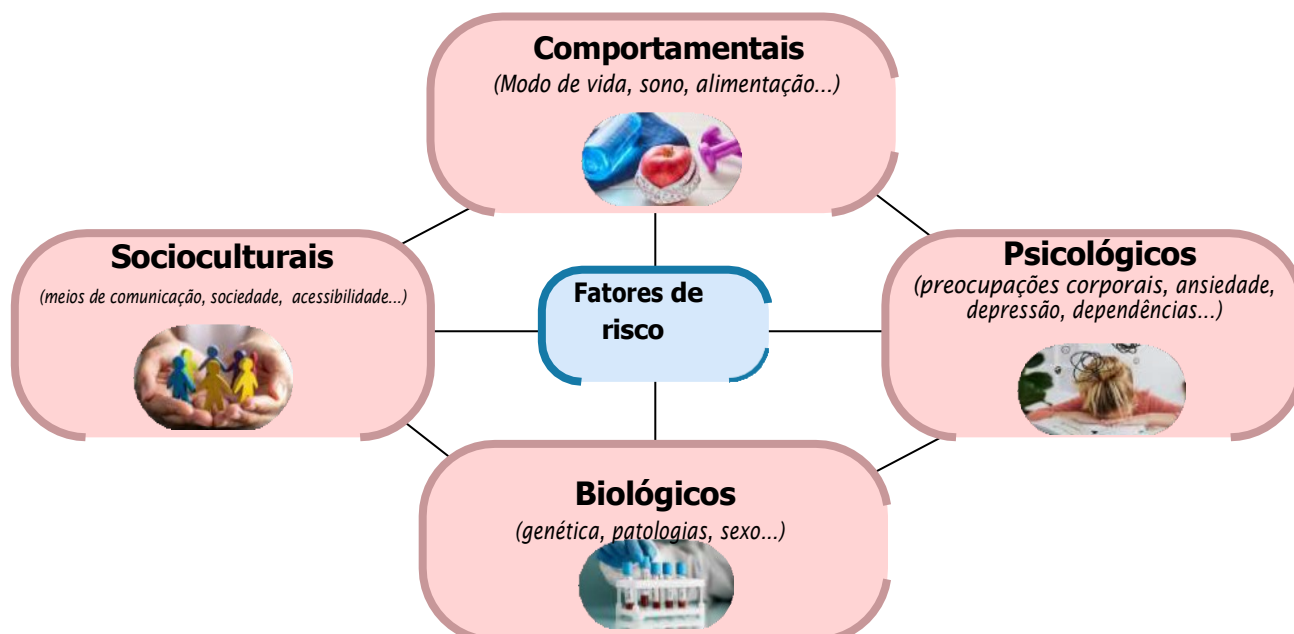 Comportamentais
(Modo de vida, sono, alimentação...)
Socioculturais
(meios de comunicação, sociedade, acessibilidade...)
Fatores de
risco
Psicológicos
(preocupações corporais, ansiedade,
depressão, dependências...)
Biológicos
(genética, patologias, sexo...)